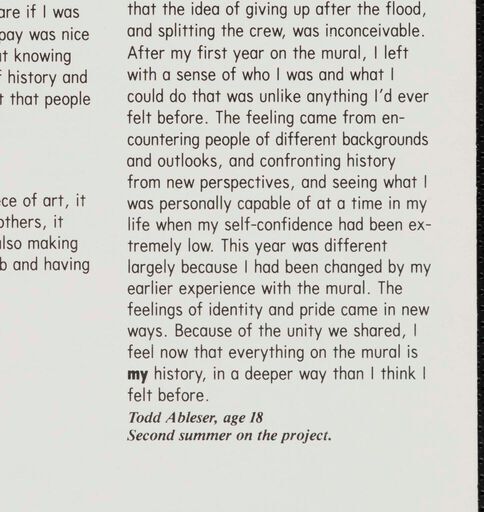 are if I was
pay was nice
t knowing
history and
t that people
ce of art, it
others, it
also making
b and having
that the idea of giving up after the flood,
and splitting the crew, was inconceivable.
After my first year on the mural, I left
with a sense of who I was and what I
could do that was unlike anything I'd ever
felt before. The feeling came from en-
countering people of different backgrounds
and outlooks, and confronting history
from new perspectives, and seeing what I
was personally capable of at a time in my
life when my self-confidence had been ex-
tremely low. This year was different
largely because I had been changed by my
earlier experience with the mural. The
feelings of identity and pride came in new
ways. Because of the unity we shared, I
feel now that everything on the mural is
my history, in a deeper way than I think I
felt before.
Todd Ableser, age 18
Second summer on the project.